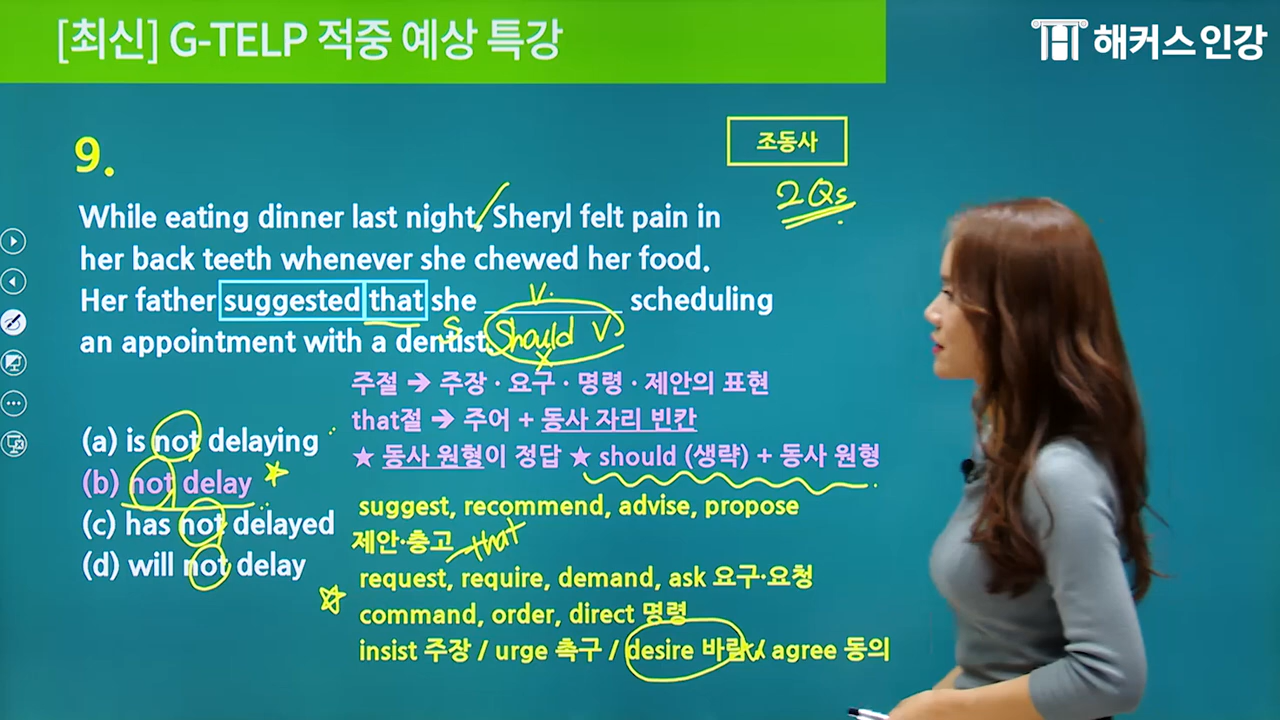 [최신] G-TELP 적중 예상 특강
해커스인강
9.
조동사
2 Qs
While eating dinner last night, Sheryl felt pain in
her back teeth whenever she chewed her food.
Her father suggested that she ________ scheduling
V.
an appointment with a dentist.
S
Should V
주절 → 주장 · 요구 · 명령 · 제안의 표현
that절 → 주어 + 동사 자리 빈칸
★ 동사 원형이 정답 ★ should (생략) + 동사 원형
(a) is not delaying
(b) not delay
(c) has not delayed
(d) will not delay
suggest, recommend, advise, propose
제안·충고
that
request, require, demand, ask 요구·요청
command, order, direct 명령
insist 주장 / urge 촉구 / desire 바람 / agree 동의